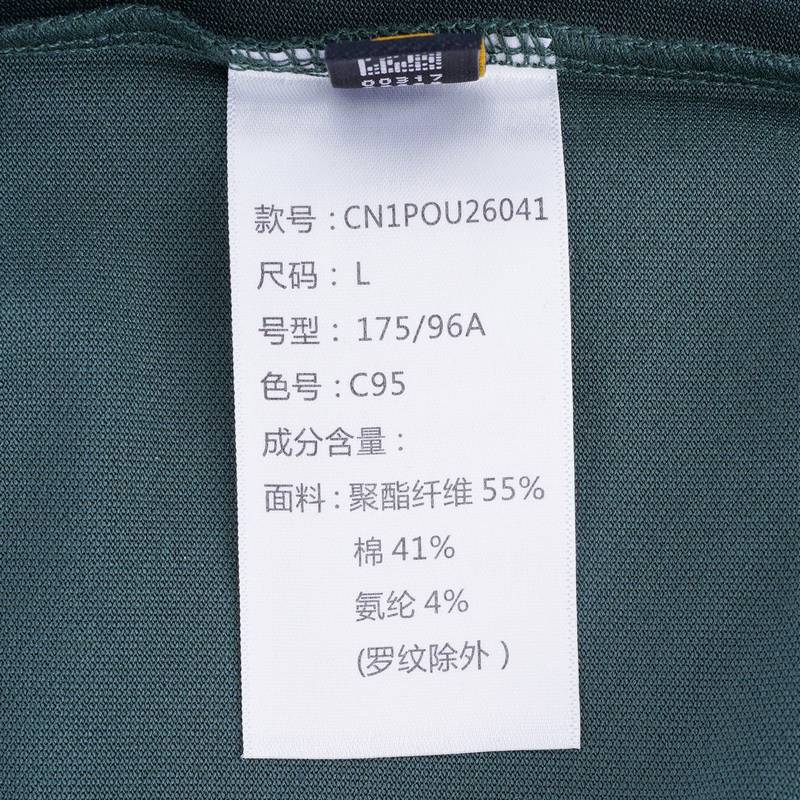 00317
款号：CN1POU26041
尺码：L
号型：175/96A
色号：C95
成分含量：
面料：聚酯纤维 55%
棉 41%
氨纶 4%
(罗纹除外）